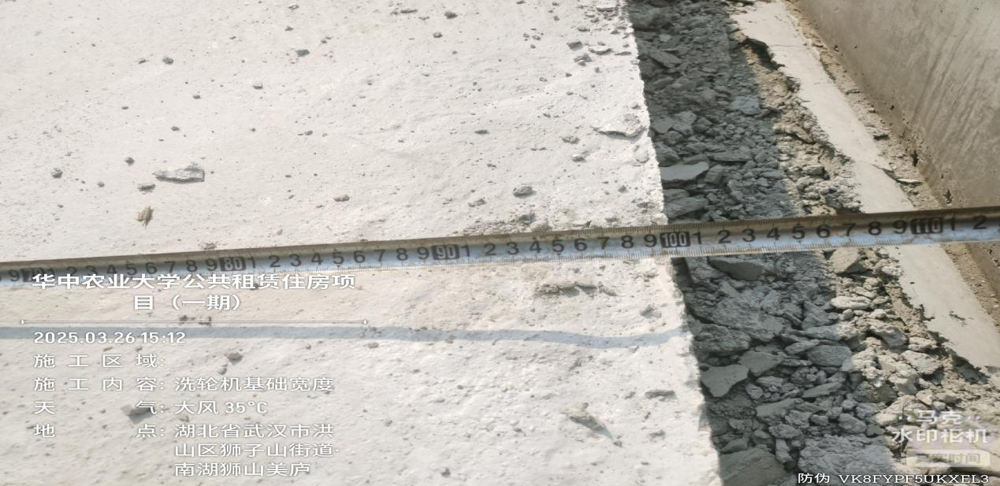 9 70 1 2 3 4 5 6 7 8 9 80 1 2 3 4 5 6 7 8 9 90 1 2 3 4 5 6 7 8 9 100 1 2 3 4 5 6 7 8 9 110 1 2
华中农业大学公共租赁住房项
目（一期）
2025.03.26 15:12
施工区域:
施工内容: 洗轮机基础宽度
天气: 大风 35°C
地点: 湖北省武汉市洪
山区狮子山街道·
南湖狮山美庐
马克
水印相机
真实时间
防伪 VK8FYPF5UKXEL3